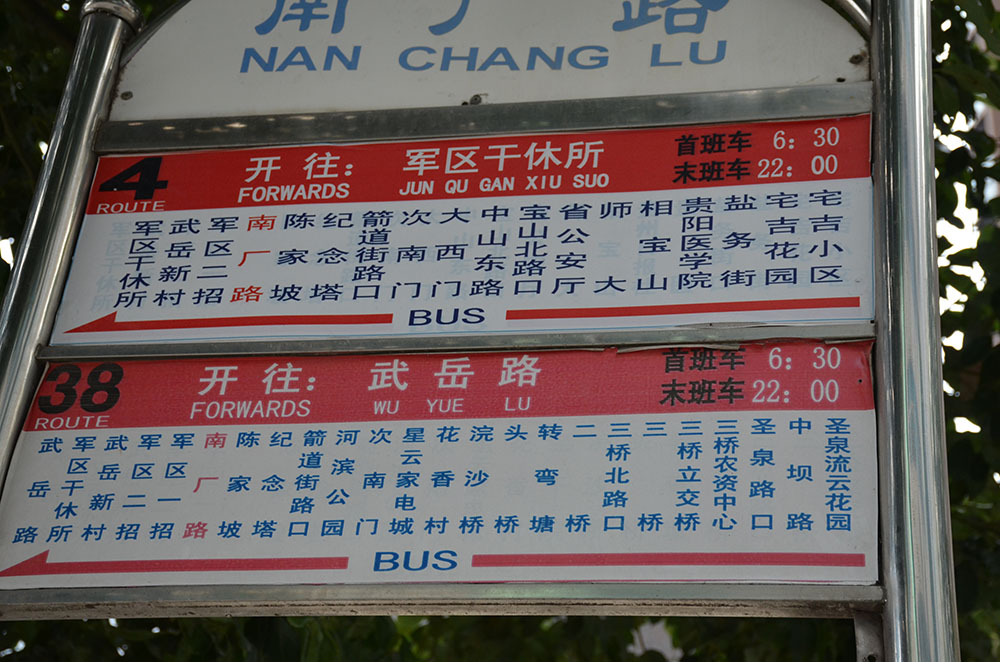 南厂路
NAN CHANG LU
4
ROUTE
开往：军区干休所
FORWARDS JUN QU GAN XIU SUO
首班车 6：30
末班车 22：00
军区干休所
武岳新村
军区二招
南厂路
陈家坡
纪念塔
箭道街路口
次南门
大西门
中山东路
宝山北路口
省公安厅
师大
相宝山
贵阳医学院
盐务街
宅吉花园
宅吉小区
BUS
38
ROUTE
开往：武岳路
FORWARDS WU YUE LU
首班车 6：30
末班车 22：00
武岳路
军区干休所
武岳新村
军区二招
军区一招
南厂路
陈家坡
纪念塔
箭道街路口
河滨公园
次南门
星云家电城
花香村
浣沙桥
头桥
转弯塘
二桥
三桥北路口
三桥
三桥立交桥
三桥农资中心
圣泉路口
中坝路
圣泉流云花园
BUS